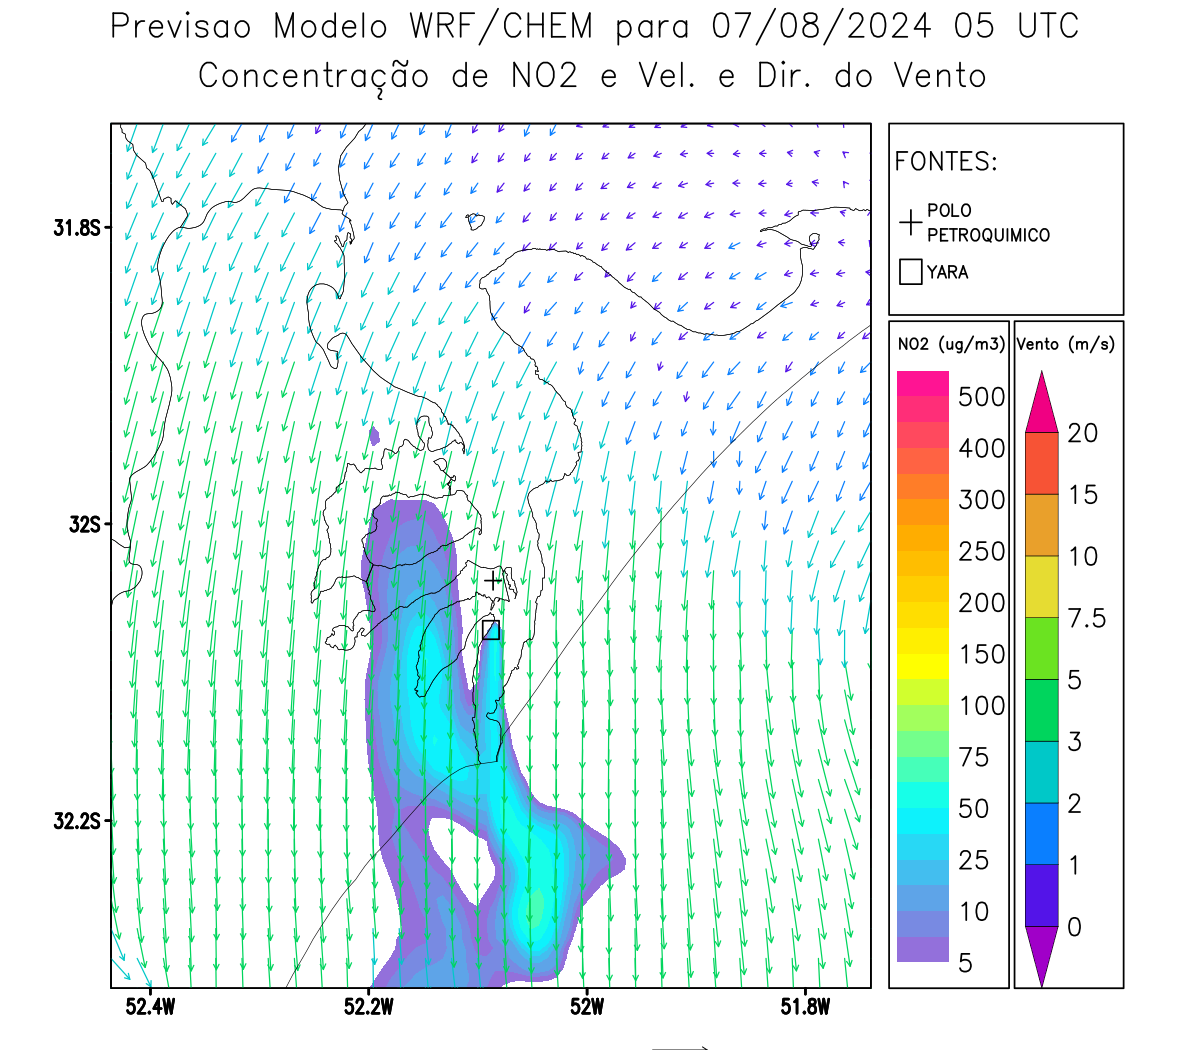 Previsao Modelo WRF/CHEM para 07/08/2024 05 UTC
Concentração de NO2 e Vel. e Dir. do Vento
FONTES:
POLO
PETROQUIMICO
YARA
NO2 (ug/m3)
500
400
300
250
200
150
100
75
50
25
10
5
Vento (m/s)
20
15
10
7.5
5
3
2
1
0
31.8S
32S
32.2S
52.4W
52.2W
52W
51.8W